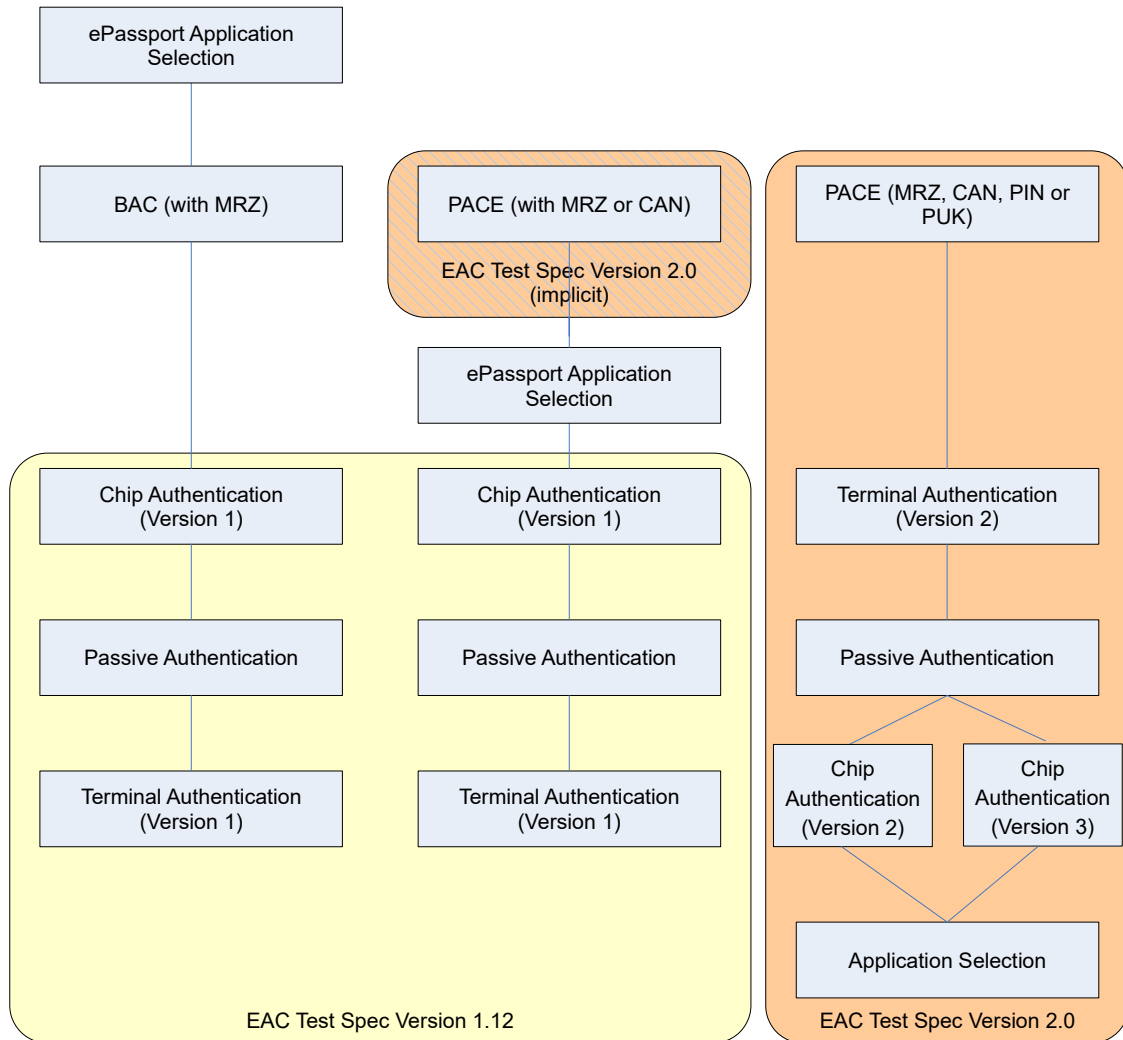 ePassport Application
Selection
BAC (with MRZ)
PACE (with MRZ or CAN)
EAC Test Spec Version 2.0
(implicit)
PACE (MRZ, CAN, PIN or
PUK)
ePassport Application
Selection
Chip Authentication
(Version 1)
Chip Authentication
(Version 1)
Terminal Authentication
(Version 2)
Passive Authentication
Passive Authentication
Passive Authentication
Terminal Authentication
(Version 1)
Terminal Authentication
(Version 1)
Chip
Authentication
(Version 2)
Chip
Authentication
(Version 3)
Application Selection
EAC Test Spec Version 1.12
EAC Test Spec Version 2.0